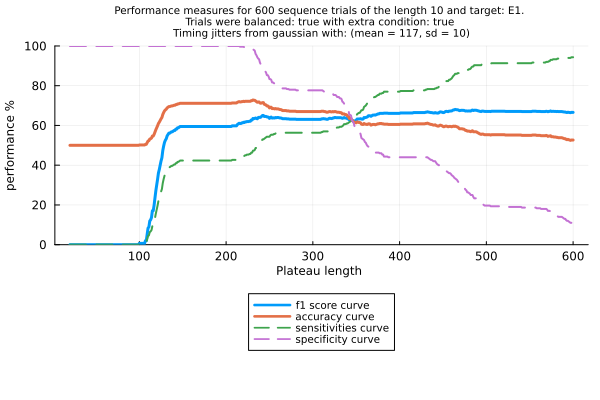 Performance measures for 600 sequence trials of the length 10 and target: E1.
Trials were balanced: true with extra condition: true
Timing jitters from gaussian with: (mean = 117, sd = 10)
100
80
60
40
20
0
performance %
100
200
300
400
500
600
Plateau length
f1 score curve
accuracy curve
sensitivities curve
specificity curve